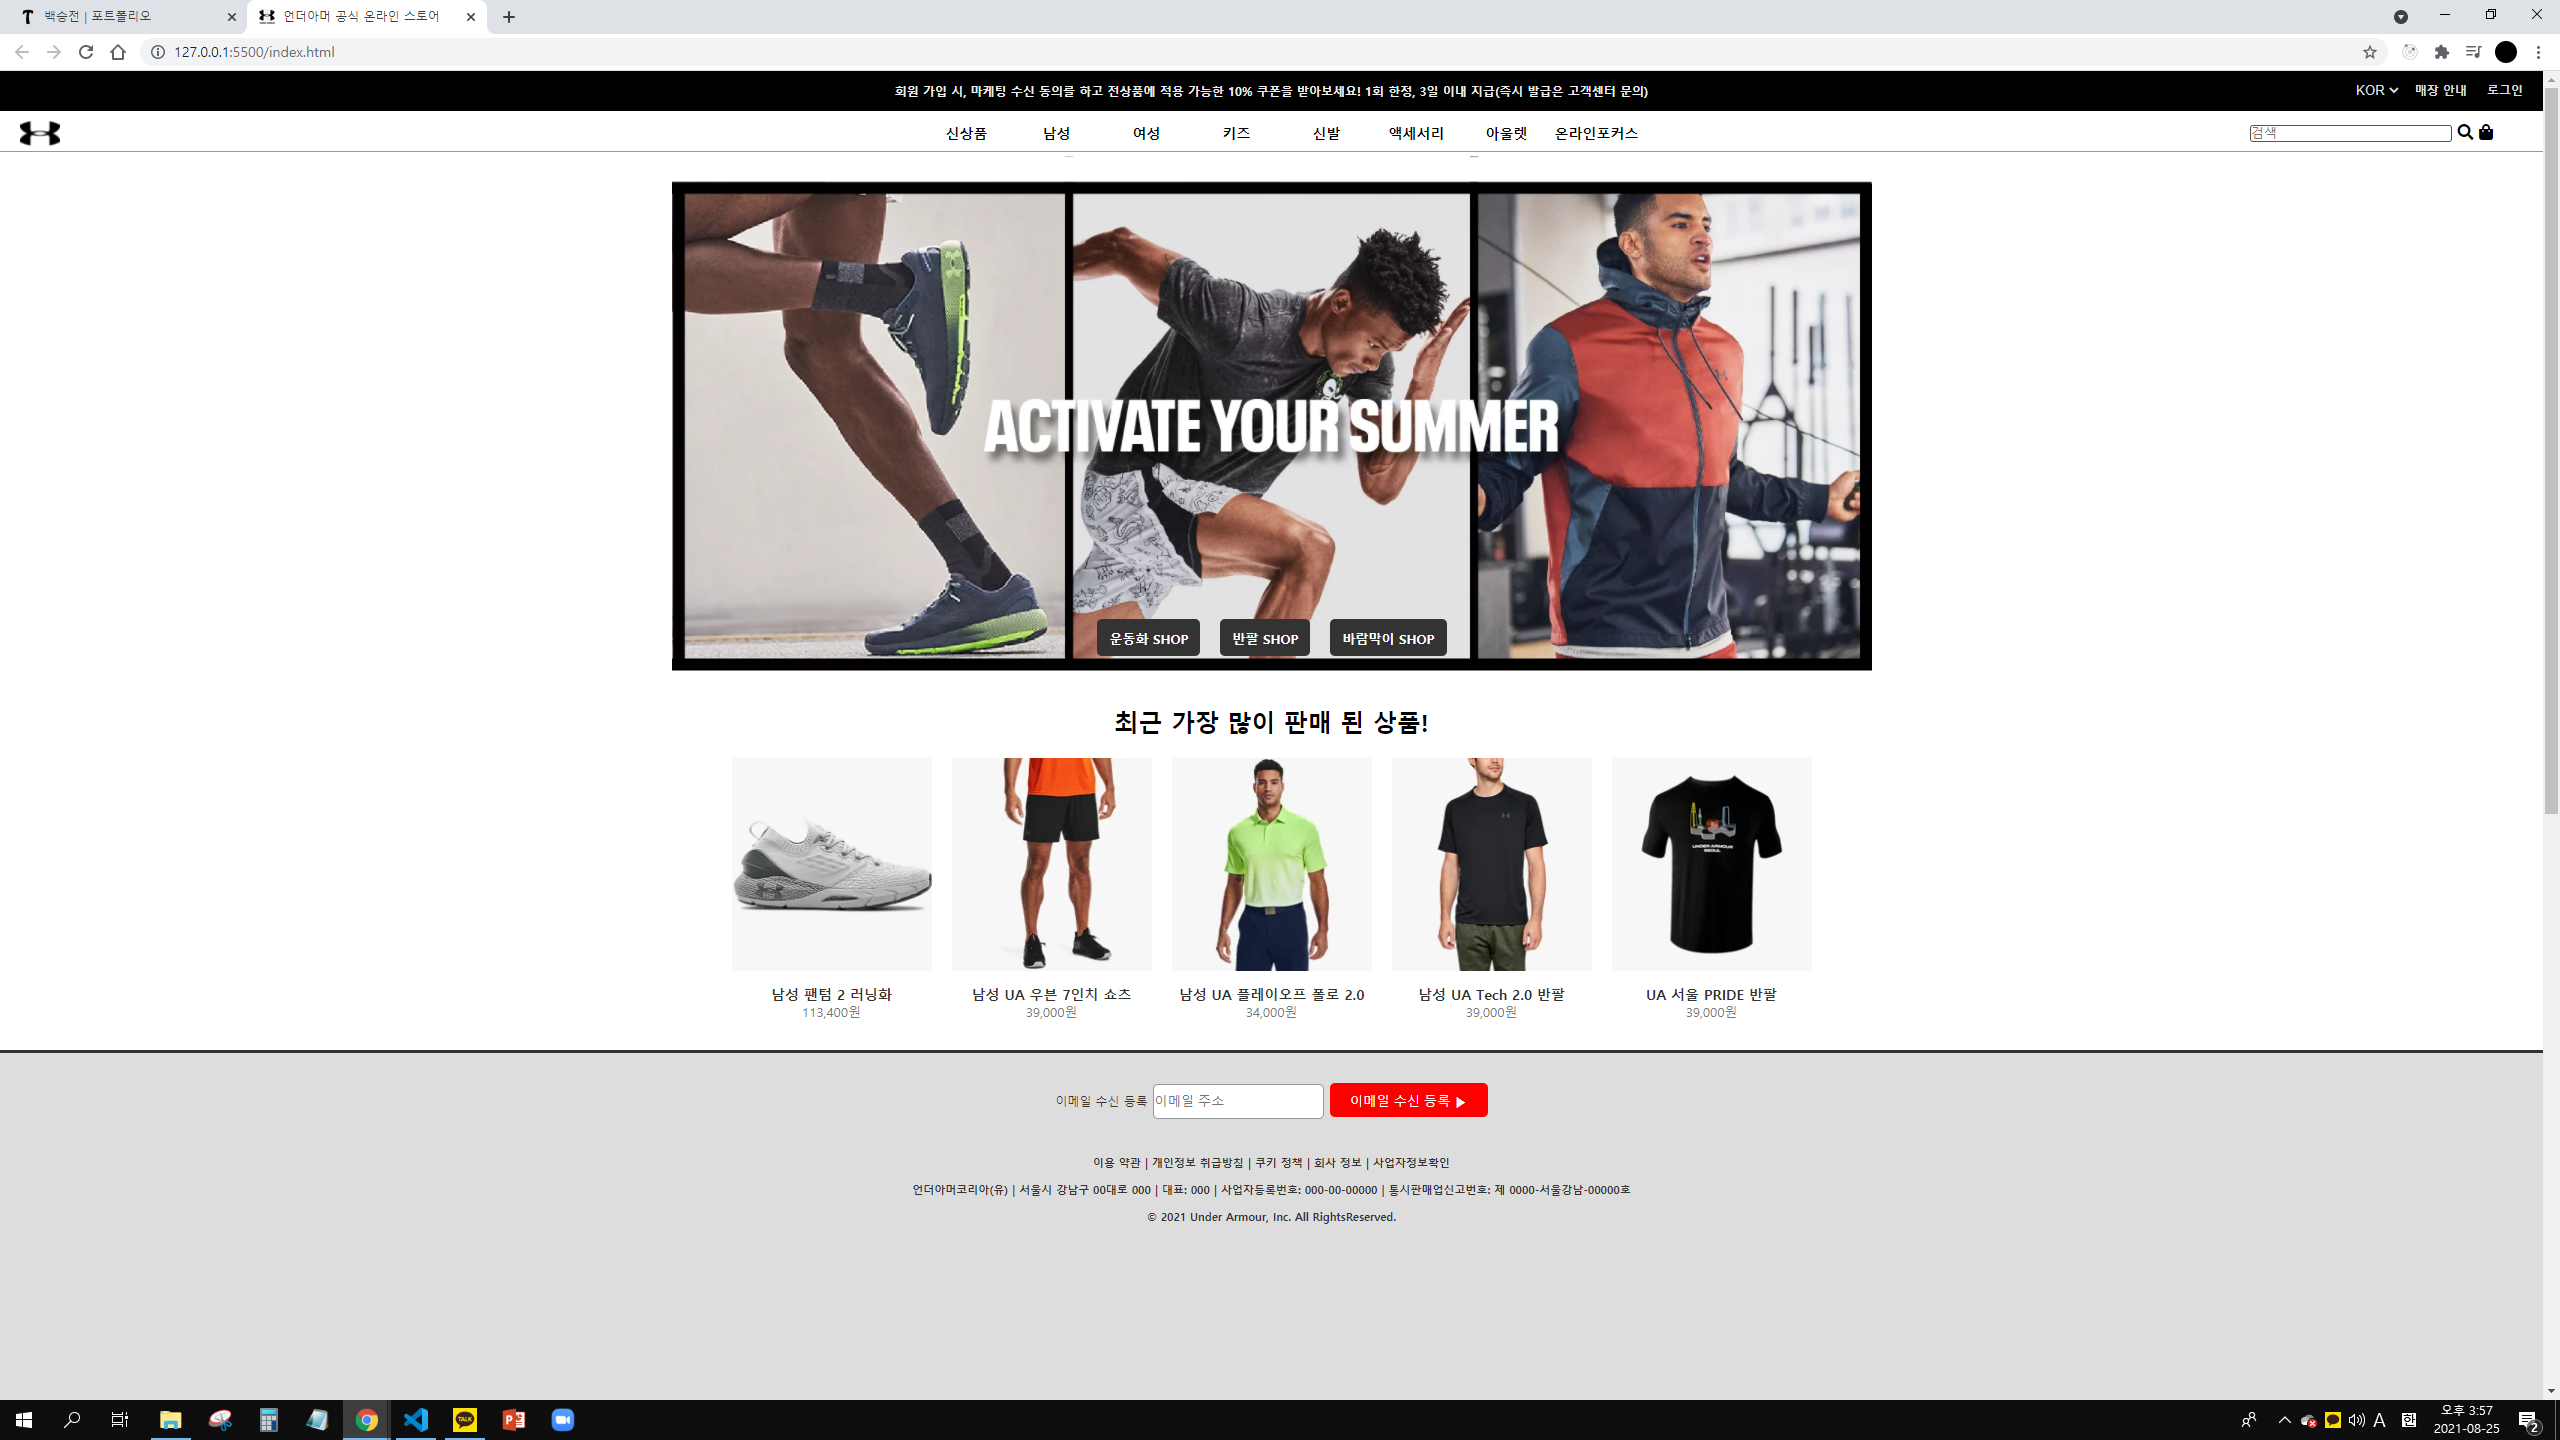 백승전 | 포트폴리오
언더아머 공식 온라인 스토어
127.0.0.1:5500/index.html
회원 가입 시, 마케팅 수신 동의를 하고 전상품에 적용 가능한 10% 쿠폰을 받아보세요! 1회 한정, 3일 이내 지급(즉시 발급은 고객센터 문의)
KOR 매장 안내 로그인
신상품 남성 여성 키즈 신발 액세서리 아울렛 온라인포커스
검색
ACTIVATE YOUR SUMMER
운동화 SHOP 반팔 SHOP 바람막이 SHOP
최근 가장 많이 판매 된 상품!
UNDER ARMOUR
SEOUL
남성 팬텀 2 러닝화 남성 UA 우븐 7인치 쇼츠 남성 UA 플레이오프 폴로 2.0 남성 UA Tech 2.0 반팔 UA 서울 PRIDE 반팔
113,400원 39,000원 34,000원 39,000원 39,000원
이메일 수신 등록 이메일 주소 이메일 수신 등록 ▶
이용 약관 | 개인정보 취급방침 | 쿠키 정책 | 회사 정보 | 사업자정보확인
언더아머코리아(유) | 서울시 강남구 00대로 000 | 대표: 000 | 사업자등록번호: 000-00-00000 | 통시판매업신고번호: 제 0000-서울강남-00000호
© 2021 Under Armour, Inc. All RightsReserved.
TALK
A 한 오후 3:57
2021-08-25
2